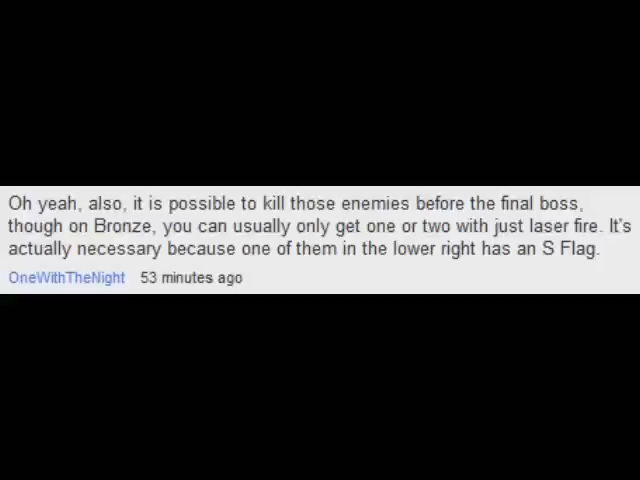 Oh yeah, also, it is possible to kill those enemies before the final boss,
though on Bronze, you can usually only get one or two with just laser fire. It's
actually necessary because one of them in the lower right has an S Flag.
OneWithTheNight 53 minutes ago